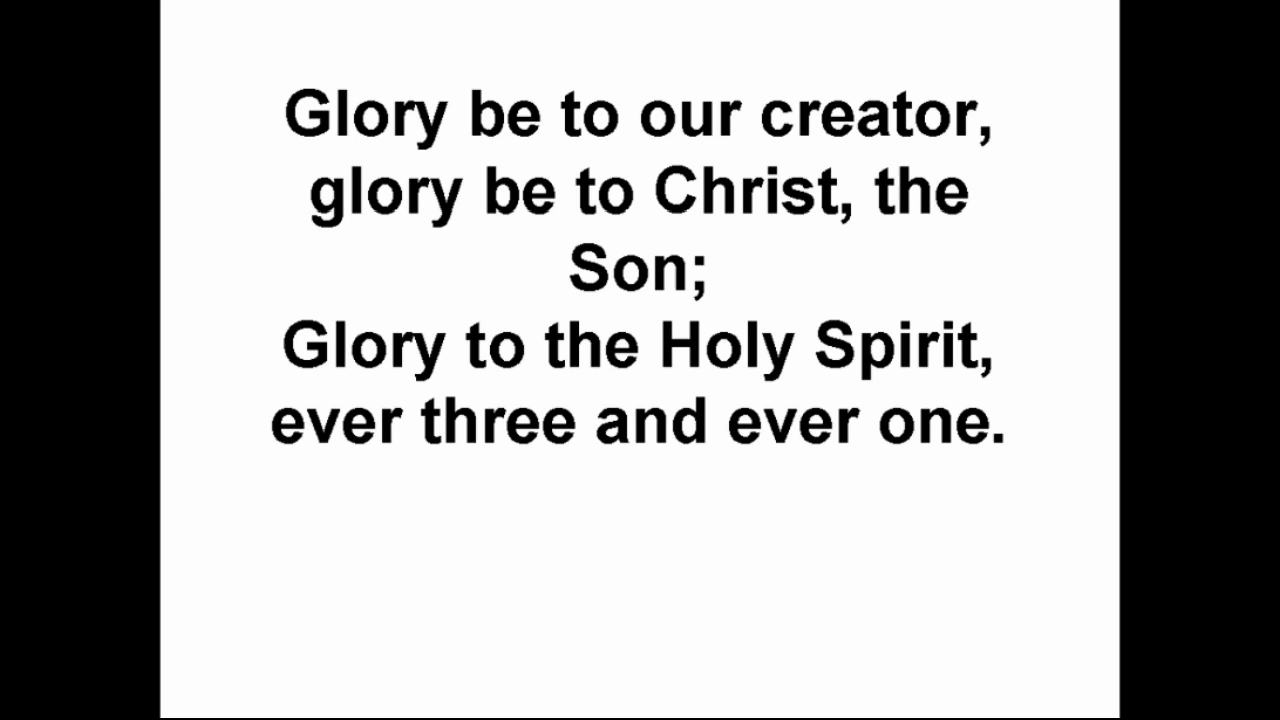 Glory be to our creator,
glory be to Christ, the
Son;
Glory to the Holy Spirit,
ever three and ever one.